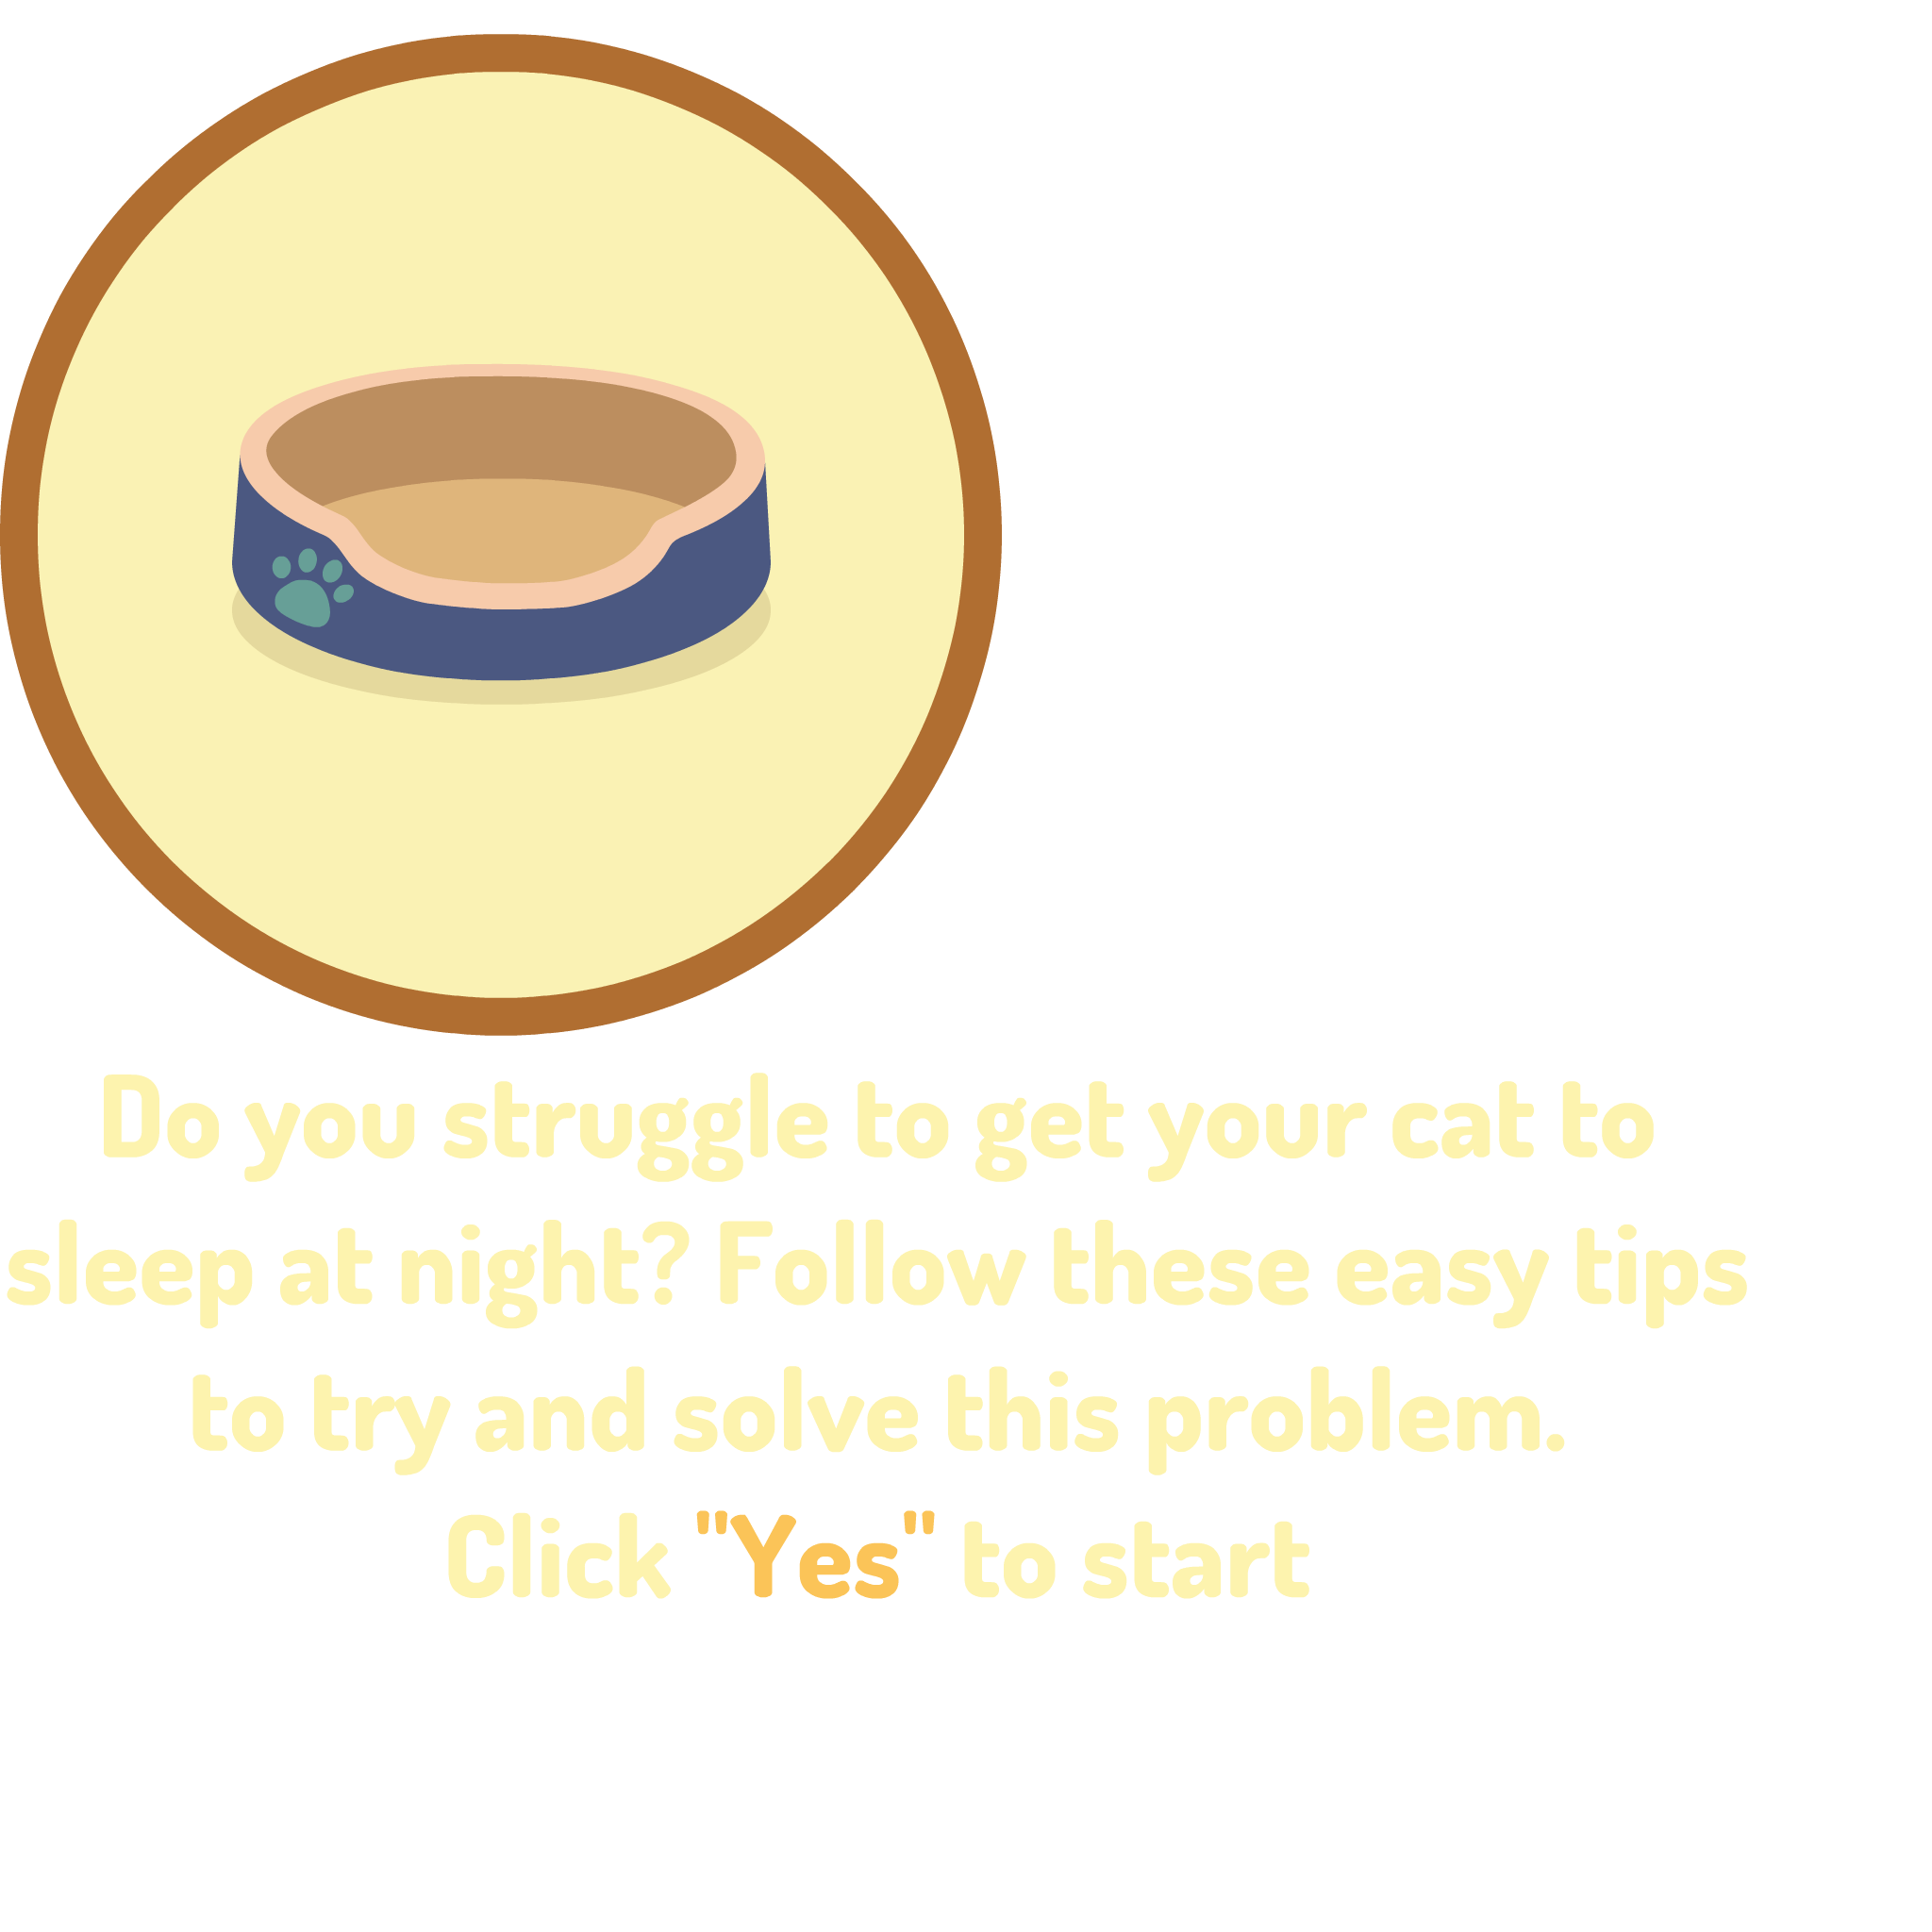 Do you struggle to get your cat to
sleep at night? Follow these easy tips
to try and solve this problem.
Click ""Yes"" to start